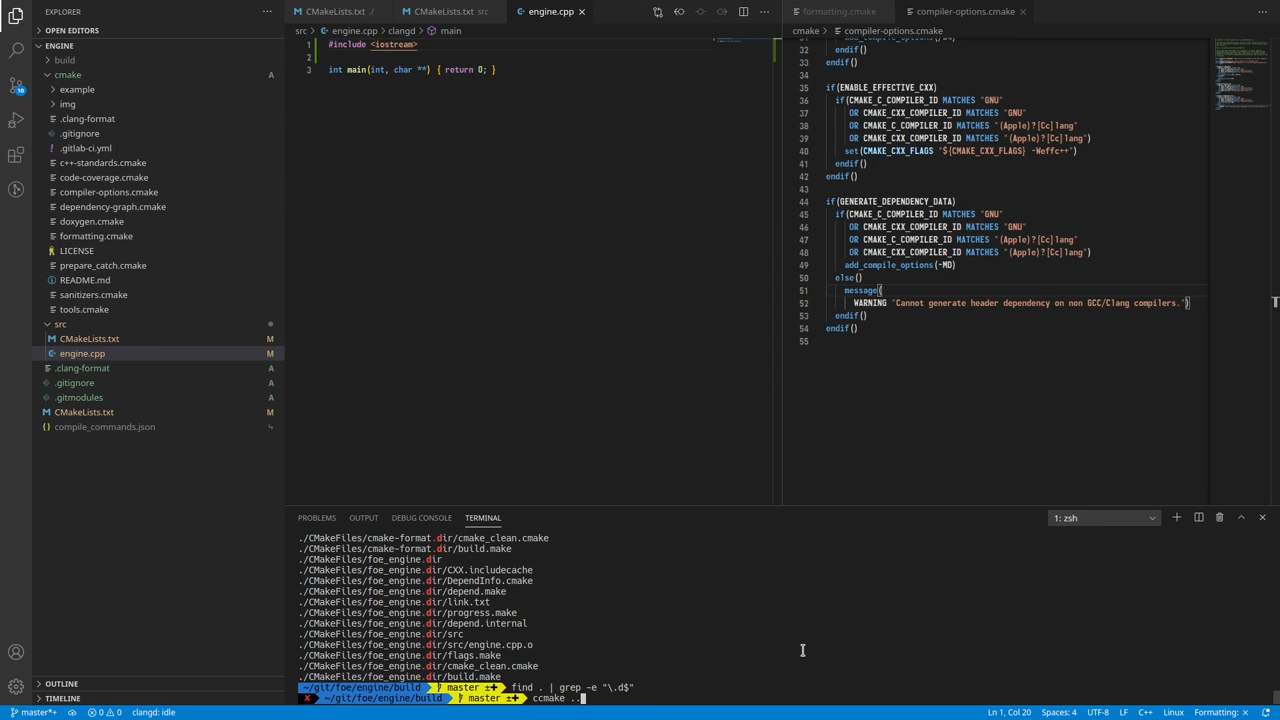 EXPLORER
OPEN EDITORS
ENGINE
build
cmake A
example
img
.clang-format
.gitignore
.gitlab-ci.yml
c++-standards.cmake
code-coverage.cmake
compiler-options.cmake
dependency-graph.cmake
doxygen.cmake
formatting.cmake
LICENSE
prepare_catch.cmake
README.md
sanitizers.cmake
tools.cmake
src
CMakeLists.txt M
engine.cpp M
.clang-format A
.gitignore A
.gitmodules A
CMakeLists.txt M
compile_commands.json
OUTLINE
TIMELINE
10
CMakeLists.txt ./
CMakeLists.txt src
engine.cpp
src > engine.cpp > clangd > main
1 #include <iostream>
2
3 int main(int, char **) { return 0; }
formatting.cmake
compiler-options.cmake
cmake > compiler-options.cmake
32 endif()
33 endif()
34
35 if(ENABLE_EFFECTIVE_CXX)
36 if(CMAKE_C_COMPILER_ID MATCHES "GNU"
37 OR CMAKE_CXX_COMPILER_ID MATCHES "GNU"
38 OR CMAKE_C_COMPILER_ID MATCHES "(Apple)?[Cc]lang"
39 OR CMAKE_CXX_COMPILER_ID MATCHES "(Apple)?[Cc]lang")
40 set(CMAKE_CXX_FLAGS "${CMAKE_CXX_FLAGS} -Weffc++")
41 endif()
42 endif()
43
44 if(GENERATE_DEPENDENCY_DATA)
45 if(CMAKE_C_COMPILER_ID MATCHES "GNU"
46 OR CMAKE_CXX_COMPILER_ID MATCHES "GNU"
47 OR CMAKE_C_COMPILER_ID MATCHES "(Apple)?[Cc]lang"
48 OR CMAKE_CXX_COMPILER_ID MATCHES "(Apple)?[Cc]lang")
49 add_compile_options(-MD)
50 else()
51 message(
52 WARNING "Cannot generate header dependency on non GCC/Clang compilers.")
53 endif()
54 endif()
55
PROBLEMS OUTPUT DEBUG CONSOLE TERMINAL
1: zsh
./CMakeFiles/cmake-format.dir/cmake_clean.cmake
./CMakeFiles/cmake-format.dir/build.make
./CMakeFiles/foe_engine.dir
./CMakeFiles/foe_engine.dir/CXX.includecache
./CMakeFiles/foe_engine.dir/DependInfo.cmake
./CMakeFiles/foe_engine.dir/depend.make
./CMakeFiles/foe_engine.dir/link.txt
./CMakeFiles/foe_engine.dir/progress.make
./CMakeFiles/foe_engine.dir/depend.internal
./CMakeFiles/foe_engine.dir/src
./CMakeFiles/foe_engine.dir/src/engine.cpp.o
./CMakeFiles/foe_engine.dir/flags.make
./CMakeFiles/foe_engine.dir/cmake_clean.cmake
./CMakeFiles/foe_engine.dir/build.make
~/git/foe/engine/build master ±✚ find . | grep -e "\.d$"
✘ ~/git/foe/engine/build master ±✚ ccmake ..
master*+ 0 0 clangd: idle Ln 1, Col 20 Spaces: 4 UTF-8 LF C++ Linux Formatting: ✗